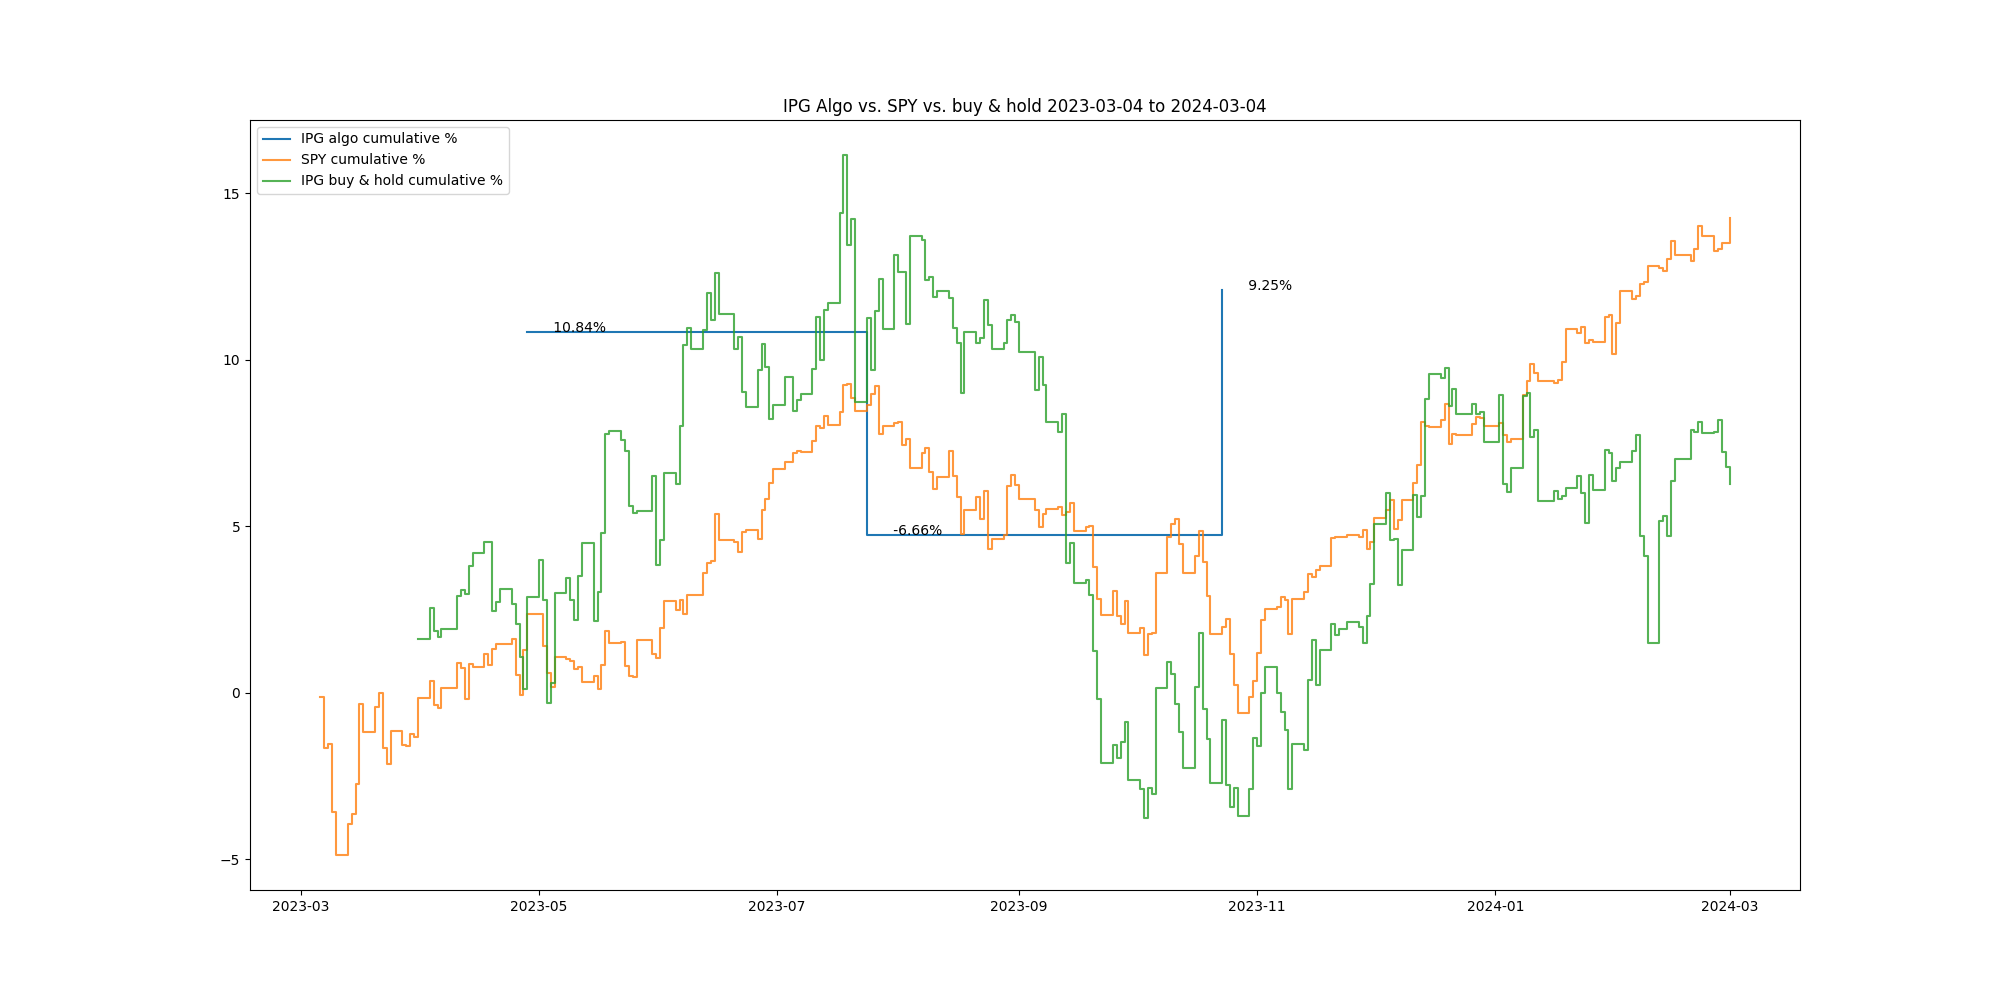 IPG Algo vs. SPY vs. buy & hold 2023-03-04 to 2024-03-04
IPG algo cumulative %
SPY cumulative %
IPG buy & hold cumulative %
15
10
5
0
−5
10.84%
-6.66%
9.25%
2023-03 2023-05 2023-07 2023-09 2023-11 2024-01 2024-03